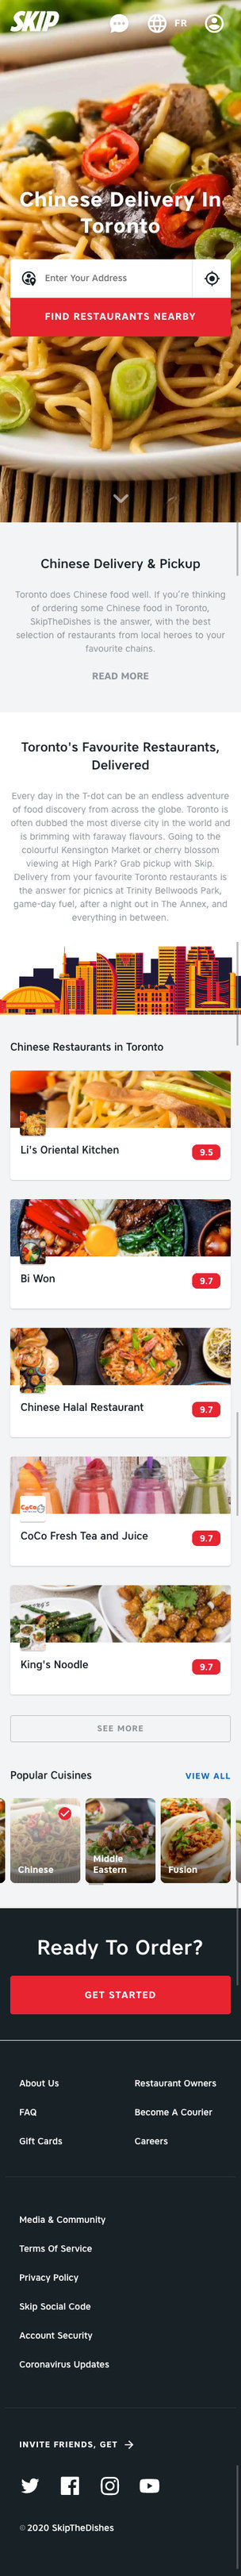 SKIP
FR
Chinese Delivery In
Toronto
Enter Your Address
FIND RESTAURANTS NEARBY
Chinese Delivery & Pickup
Toronto does Chinese food well. If you're thinking
of ordering some Chinese food in Toronto,
SkipTheDishes is the answer, with the best
selection of restaurants from local heroes to your
favourite chains.
READ MORE
Toronto's Favourite Restaurants,
Delivered
Every day in the T-dot can be an endless adventure
of food discovery from across the globe. Toronto is
often dubbed the most diverse city in the world and
is brimming with faraway flavours. Going to the
colourful Kensington Market or cherry blossom
viewing at High Park? Grab pickup with Skip.
Delivery from your favourite Toronto restaurants is
the answer for picnics at Trinity Bellwoods Park,
game-day fuel, after a night out in The Annex, and
everything in between.
Chinese Restaurants in Toronto
Li's Oriental Kitchen
9.5
Bi Won
9.7
Chinese Halal Restaurant
9.7
CoCo
CoCo Fresh Tea and Juice
9.7
King's Noodle
9.7
SEE MORE
Popular Cuisines
VIEW ALL
Chinese
Middle
Eastern
Fusion
Ready To Order?
GET STARTED
About Us
Restaurant Owners
FAQ
Become A Courier
Gift Cards
Careers
Media & Community
Terms Of Service
Privacy Policy
Skip Social Code
Account Security
Coronavirus Updates
INVITE FRIENDS, GET →
© 2020 SkipTheDishes